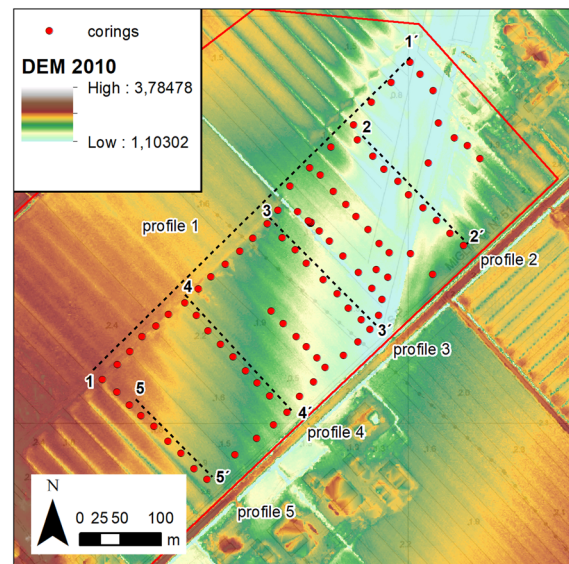 corings
DEM 2010
High : 3,78478
Low : 1,10302
1´
2
3
profile 1
2´
profile 2
4
3´
profile 3
1
5
4´
profile 4
5´
profile 5
N
0 25 50 100
m